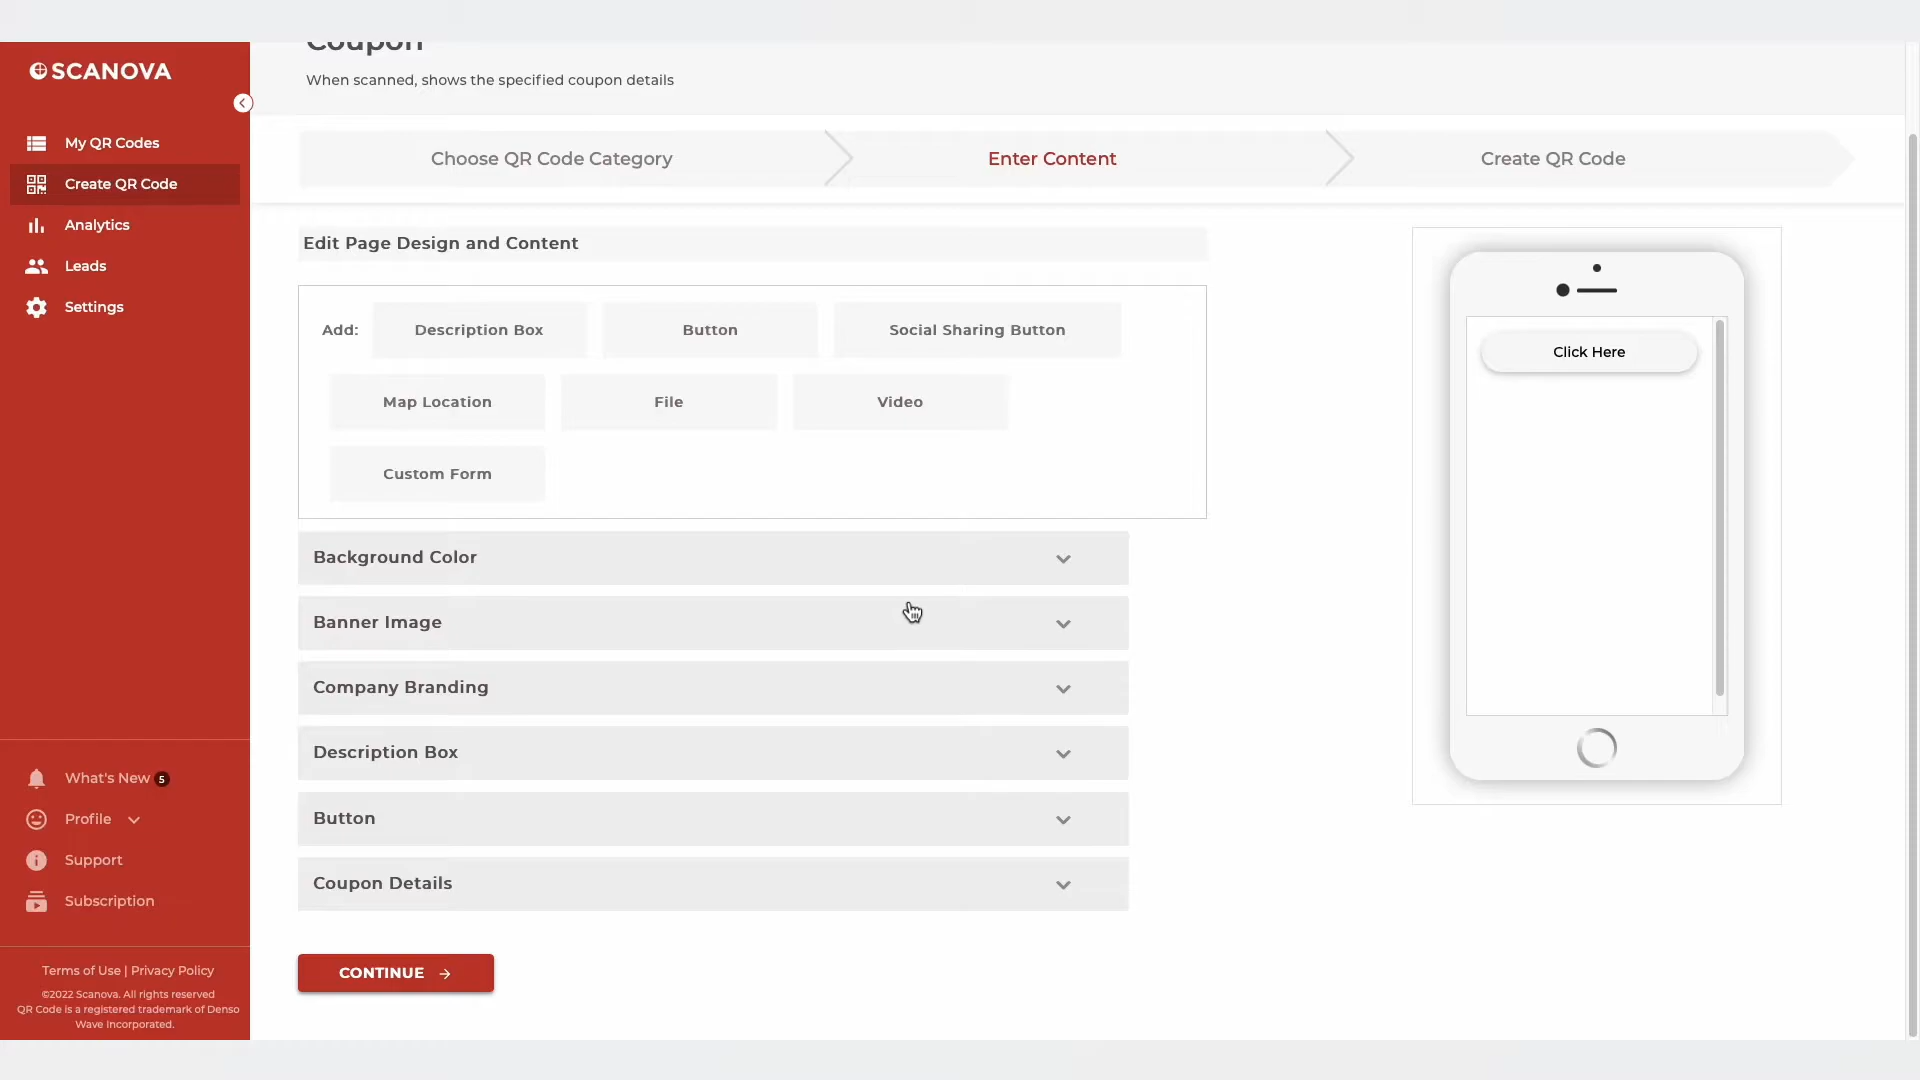 Coupon
When scanned, shows the specified coupon details
SCANOVA
My QR Codes
Create QR Code
Analytics
Leads
Settings
Choose QR Code Category
Enter Content
Create QR Code
Edit Page Design and Content
Add:
Description Box
Button
Social Sharing Button
Map Location
File
Video
Custom Form
Background Color
Banner Image
Company Branding
Description Box
Button
Coupon Details
CONTINUE →
Click Here
What's New 5
Profile
Support
Subscription
Terms of Use | Privacy Policy
©2022 Scanova. All rights reserved
QR Code is a registered trademark of Denso
Wave Incorporated.